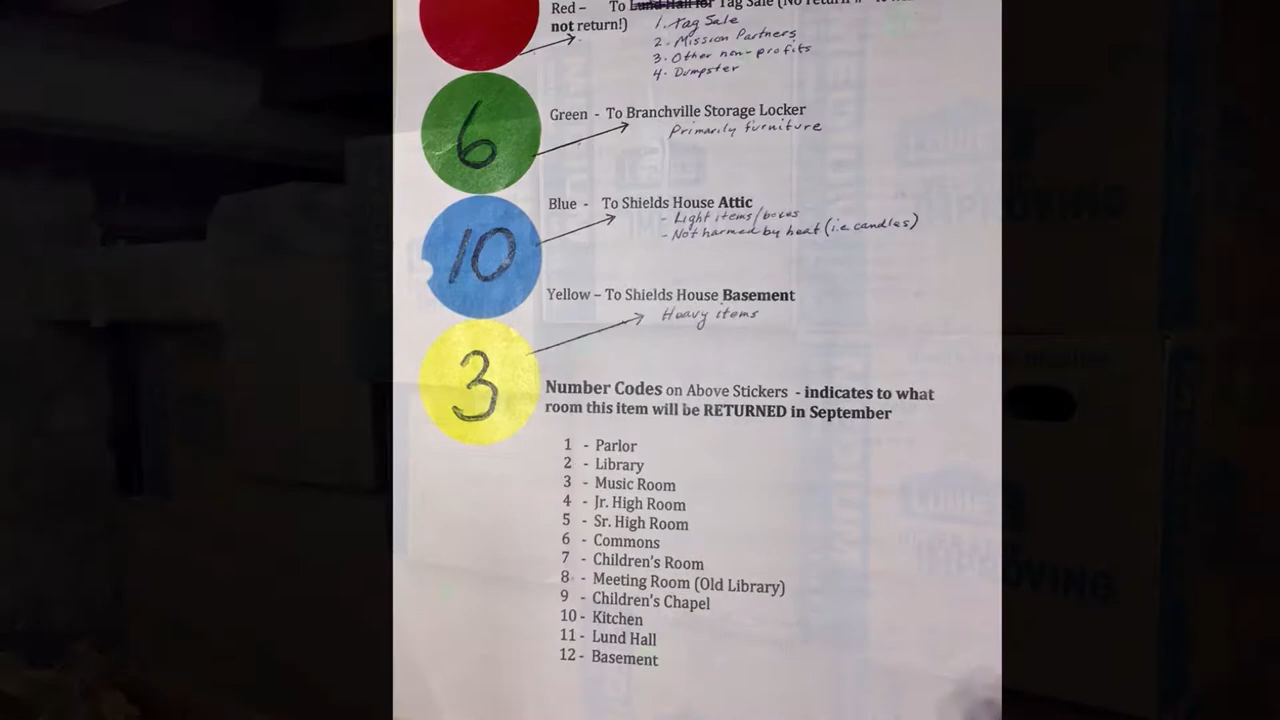 Red – To Lund Hall for Tag Sale (No return
not return!)
1. Tag Sale
2. Mission Partners
3. Other non-profits
4. Dumpster
6
Green - To Branchville Storage Locker
Primarily furniture
10
Blue - To Shields House Attic
- Light items/boxes
- Not harmed by heat (i.e candles)
Yellow – To Shields House Basement
Heavy items
3
Number Codes on Above Stickers - indicates to what
room this item will be RETURNED in September
1 - Parlor
2 - Library
3 - Music Room
4 - Jr. High Room
5 - Sr. High Room
6 - Commons
7 - Children's Room
8 - Meeting Room (Old Library)
9 - Children's Chapel
10 - Kitchen
11 - Lund Hall
12 - Basement